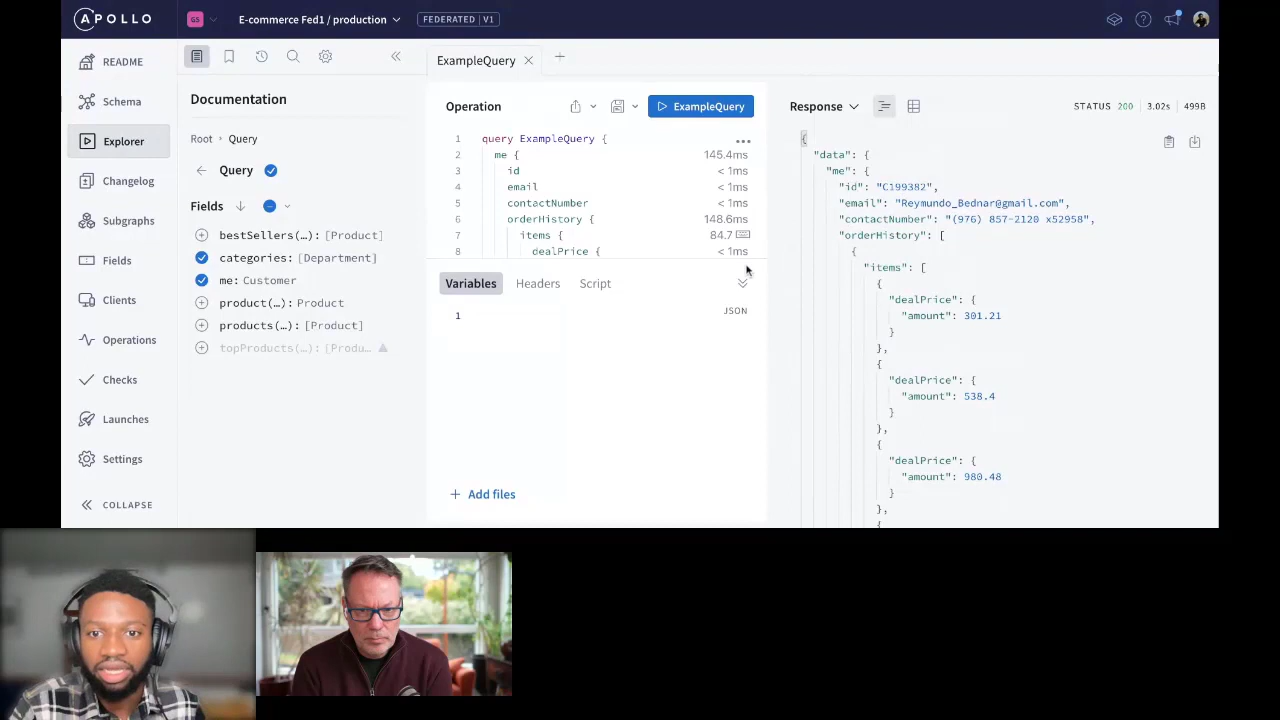 APOLLO
GS
E-commerce Fed1 / production
FEDERATED | V1
README
Schema
Explorer
Changelog
Subgraphs
Fields
Clients
Operations
Checks
Launches
Settings
COLLAPSE
Documentation
Root › Query
Query
Fields
bestSellers(…): [Product]
categories: [Department]
me: Customer
product(…): Product
products(…): [Product]
topProducts(…): [Produ…
ExampleQuery
Operation
ExampleQuery
1 query ExampleQuery {
2 me { 145.4ms
3 id < 1ms
4 email < 1ms
5 contactNumber < 1ms
6 orderHistory { 148.6ms
7 items { 84.7
8 dealPrice { < 1ms
Variables Headers Script
JSON
1
Add files
Response
STATUS 200 3.02s 499B
{
"data": {
"me": {
"id": "C199382",
"email": "Reymundo_Bednar@gmail.com",
"contactNumber": "(976) 857-2120 x52958",
"orderHistory": [
{
"items": [
{
"dealPrice": {
"amount": 301.21
}
},
{
"dealPrice": {
"amount": 538.4
}
},
{
"dealPrice": {
"amount": 980.48
}
},
{